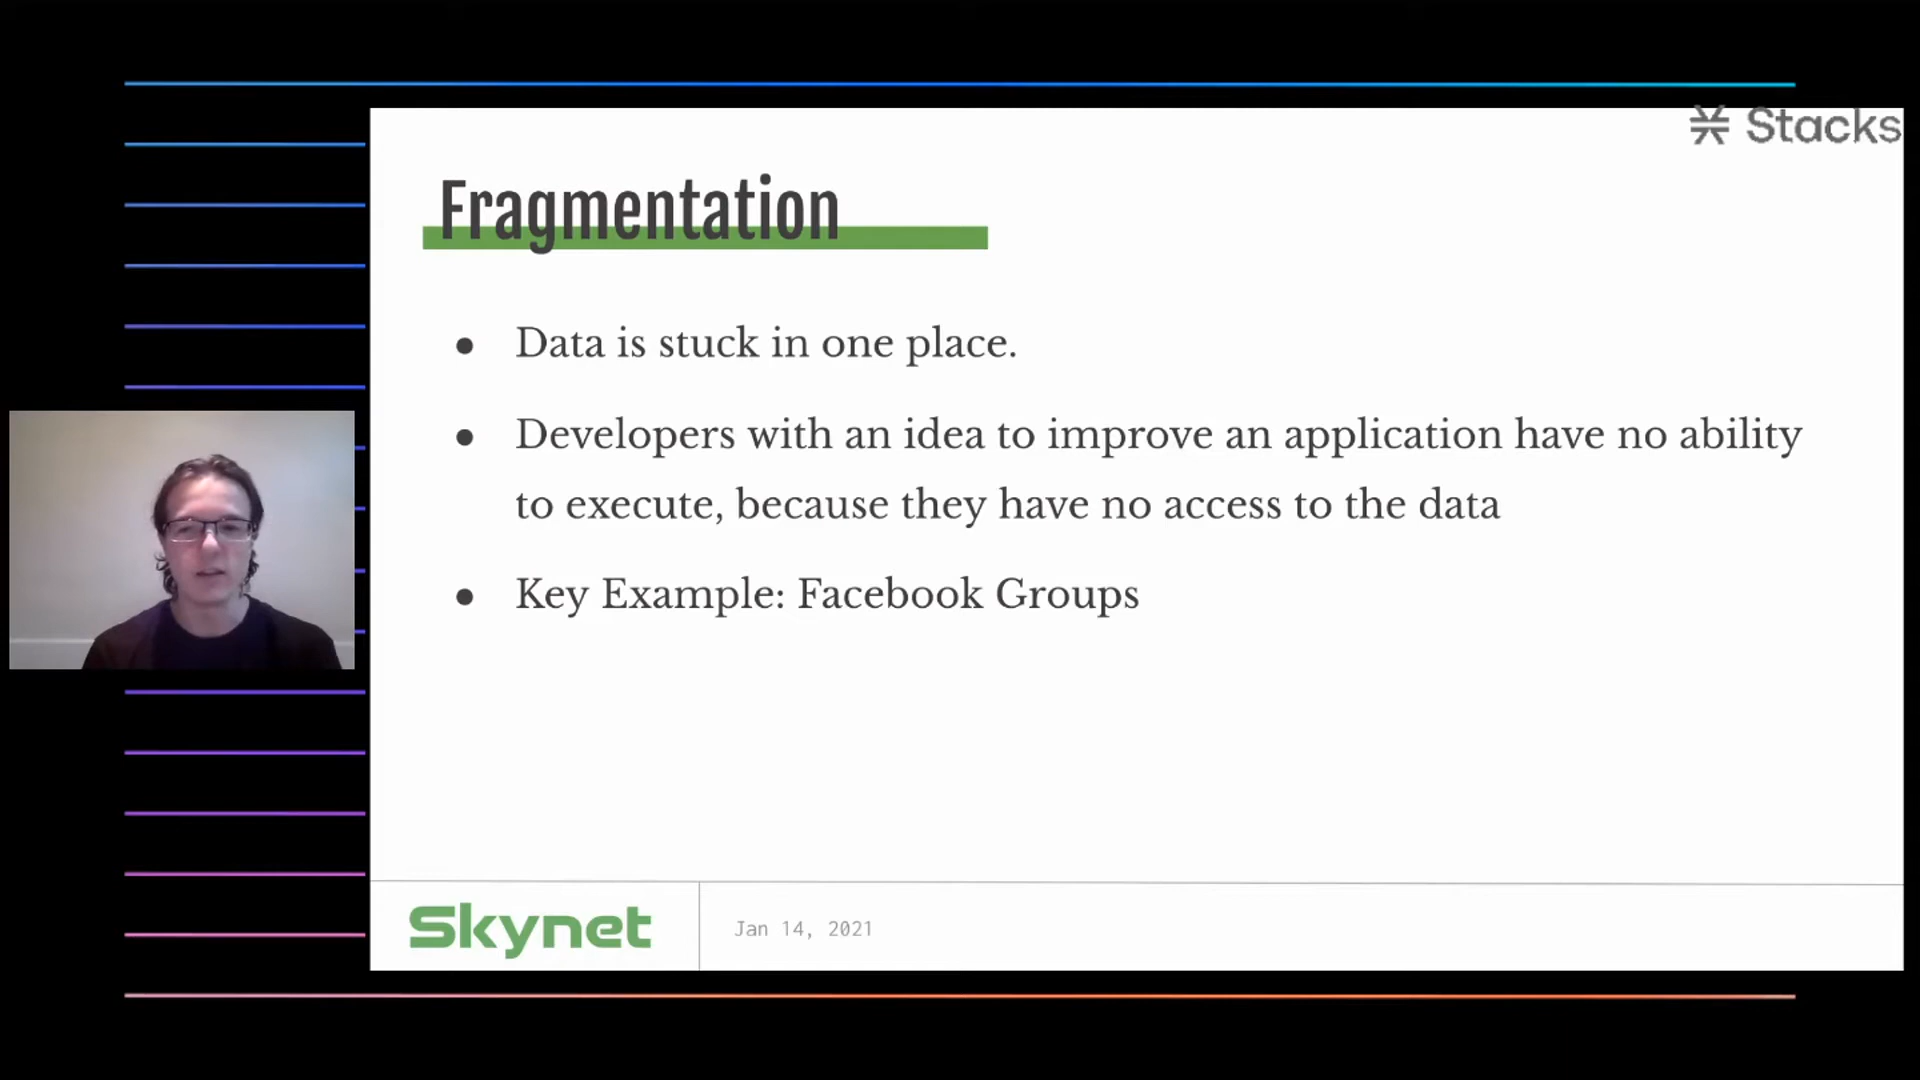 Stacks
Fragmentation
● Data is stuck in one place.
● Developers with an idea to improve an application have no ability
to execute, because they have no access to the data
● Key Example: Facebook Groups
Skynet
Jan 14, 2021